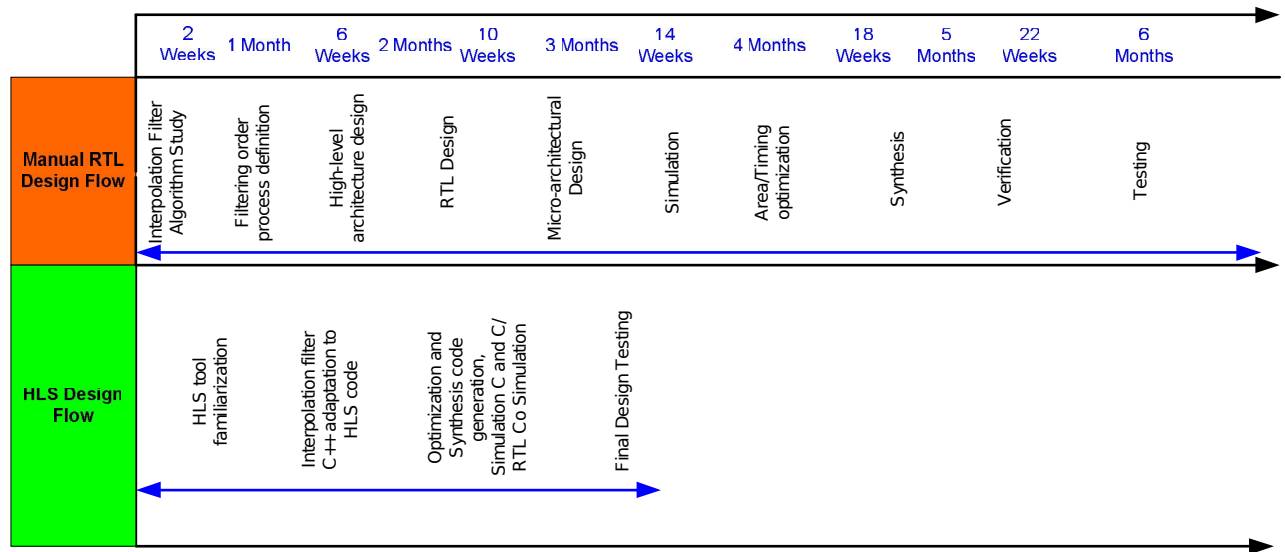 2
Weeks
1 Month
6
Weeks
2 Months
10
Weeks
3 Months
14
Weeks
4 Months
18
Weeks
5
Months
22
Weeks
6
Months
Manual RTL
Design Flow
Interpolation Filter
Algorithm Study
Filtering order
process definition
High-level
architecture design
RTL Design
Micro-architectural
Design
Simulation
Area/Timing
optimization
Synthesis
Verification
Testing
HLS Design
Flow
HLS tool
familiarization
Interpolation filter
C++ adaptation to
HLS code
Optimization and
Synthesis code
generation,
Simulation C and C/
RTL Co Simulation
Final Design Testing